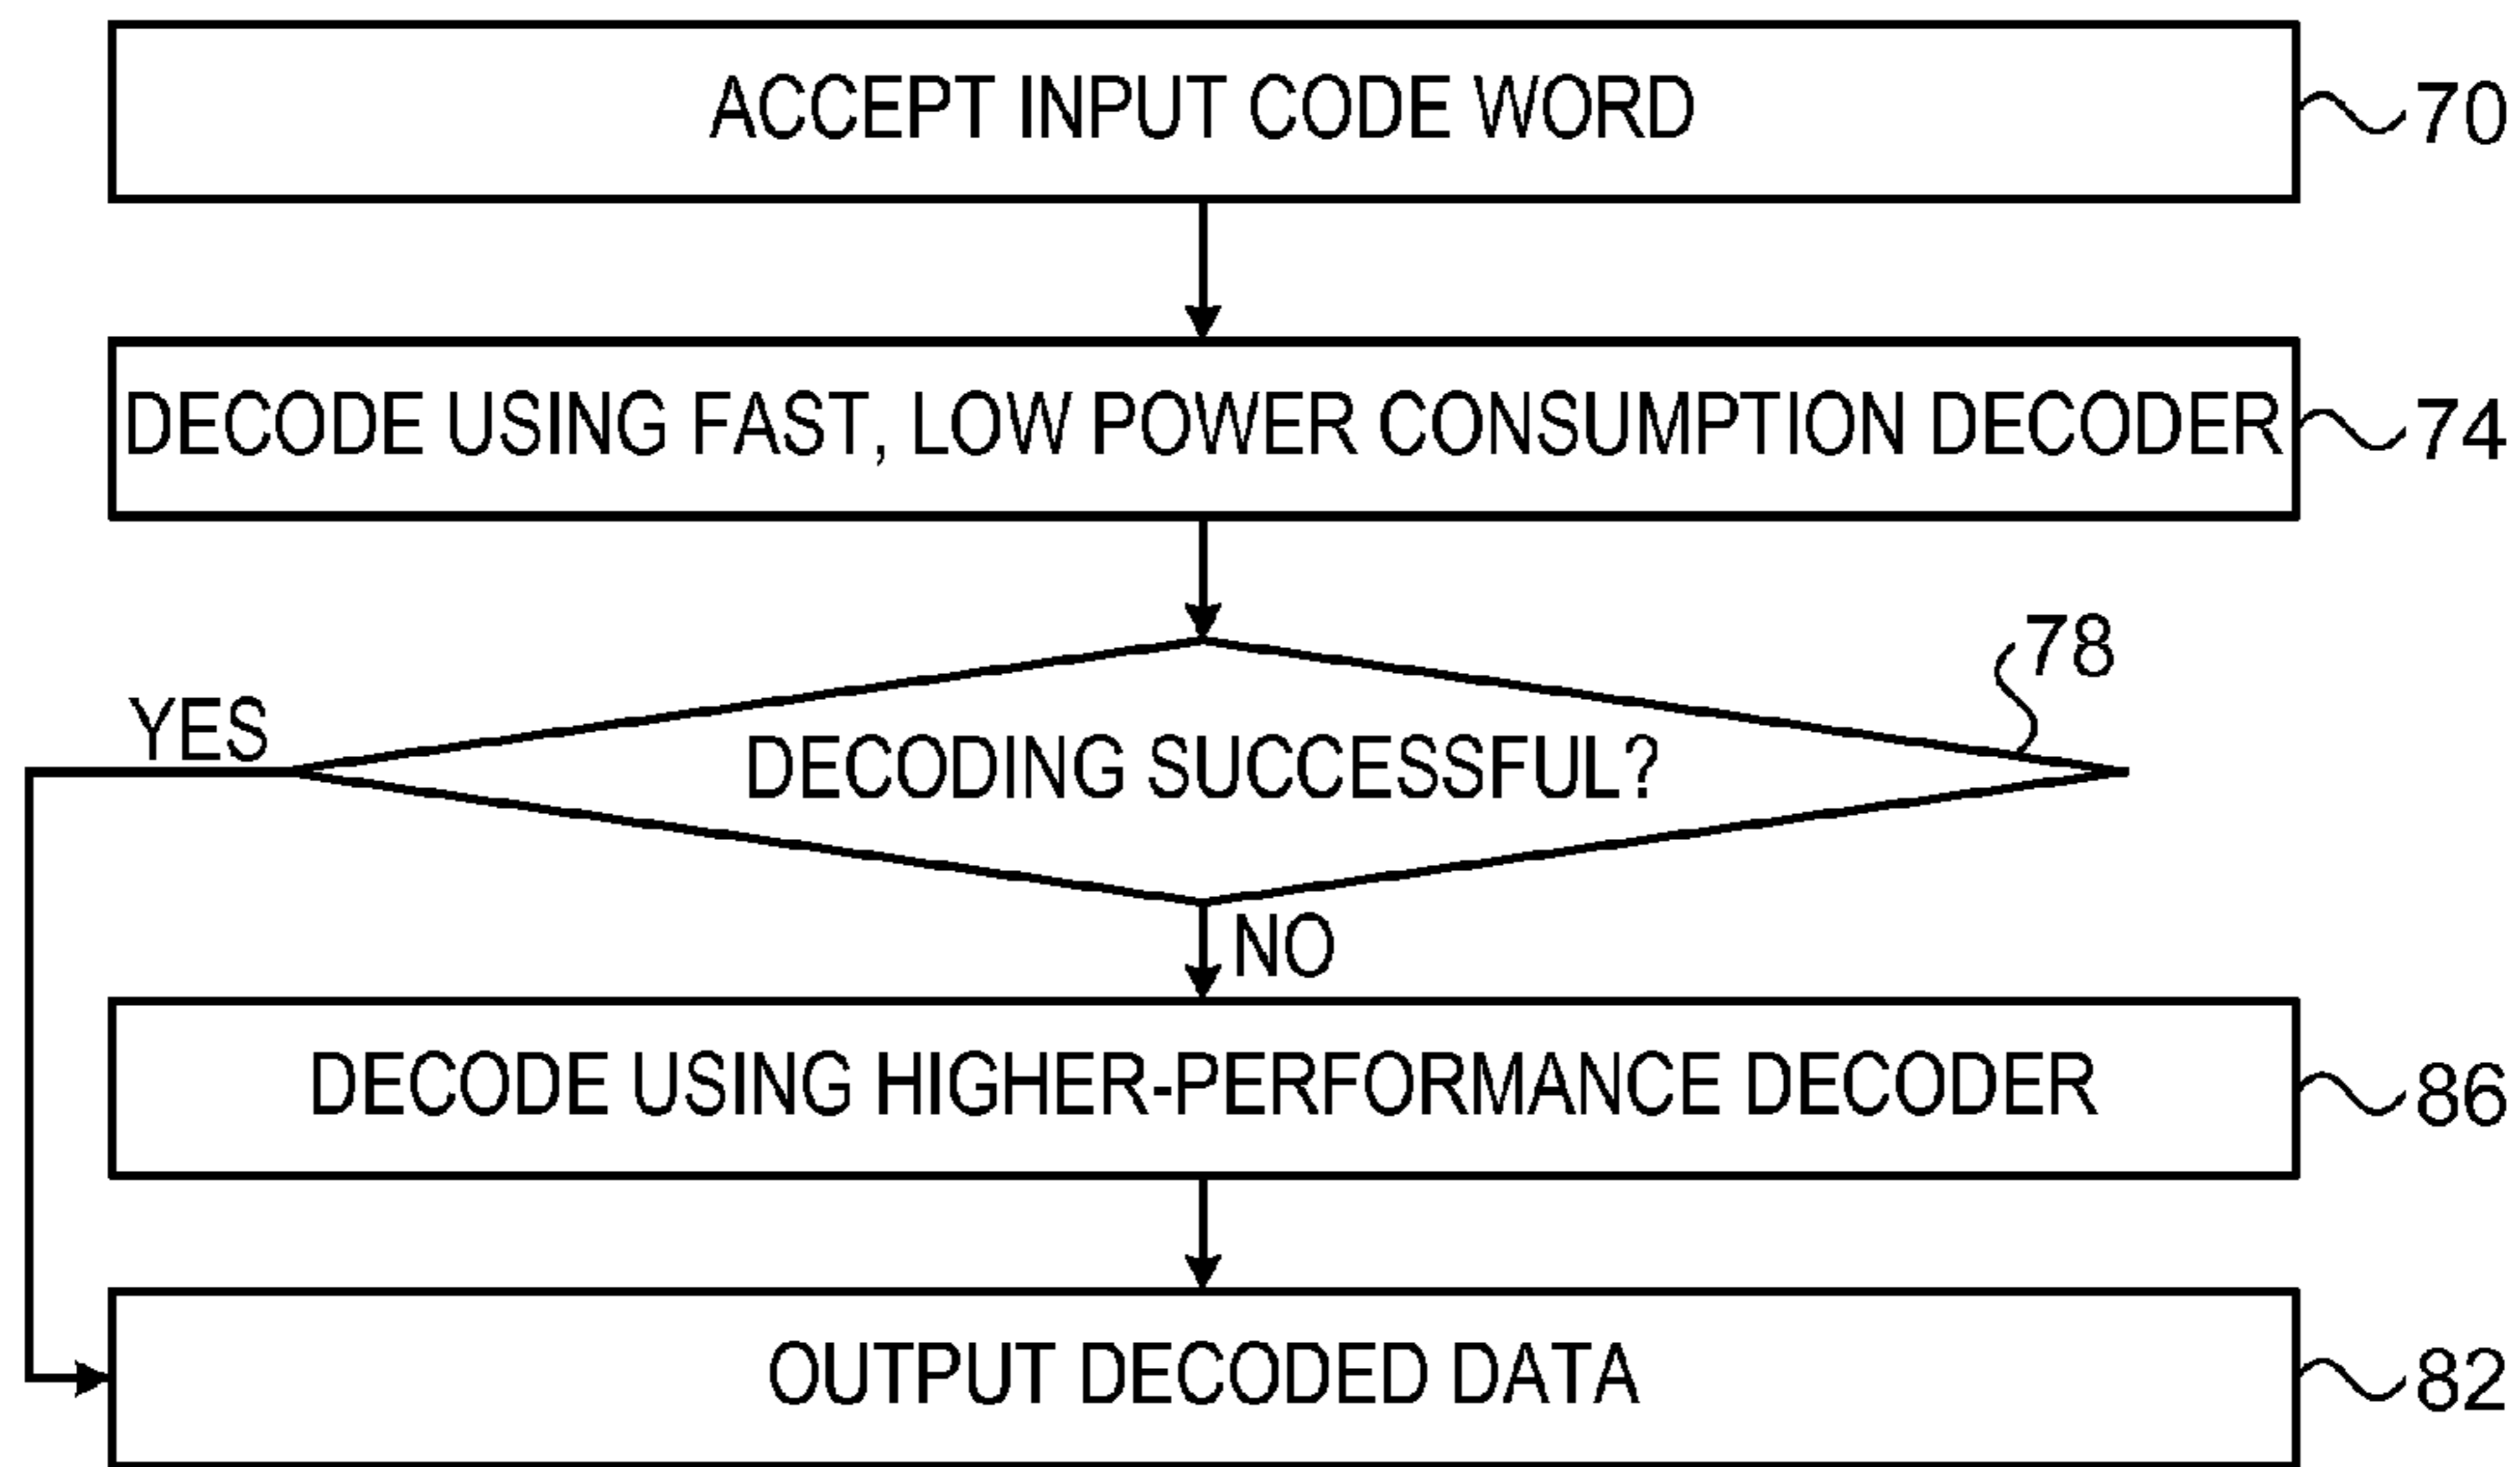 ACCEPT INPUT CODE WORD
70
DECODE USING FAST, LOW POWER CONSUMPTION DECODER
74
78
YES
DECODING SUCCESSFUL?
NO
DECODE USING HIGHER-PERFORMANCE DECODER
86
OUTPUT DECODED DATA
82